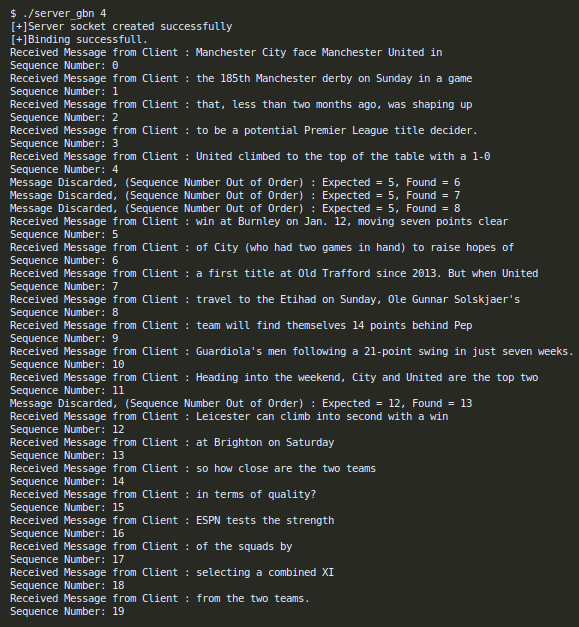 $ ./server_gbn 4
[+]Server socket created successfully
[+]Binding successfull.
Received Message from Client : Manchester City face Manchester United in
Sequence Number: 0
Received Message from Client : the 185th Manchester derby on Sunday in a game
Sequence Number: 1
Received Message from Client : that, less than two months ago, was shaping up
Sequence Number: 2
Received Message from Client : to be a potential Premier League title decider.
Sequence Number: 3
Received Message from Client : United climbed to the top of the table with a 1-0
Sequence Number: 4
Message Discarded, (Sequence Number Out of Order) : Expected = 5, Found = 6
Message Discarded, (Sequence Number Out of Order) : Expected = 5, Found = 7
Message Discarded, (Sequence Number Out of Order) : Expected = 5, Found = 8
Received Message from Client : win at Burnley on Jan. 12, moving seven points clear
Sequence Number: 5
Received Message from Client : of City (who had two games in hand) to raise hopes of
Sequence Number: 6
Received Message from Client : a first title at Old Trafford since 2013. But when United
Sequence Number: 7
Received Message from Client : travel to the Etihad on Sunday, Ole Gunnar Solskjaer's
Sequence Number: 8
Received Message from Client : team will find themselves 14 points behind Pep
Sequence Number: 9
Received Message from Client : Guardiola's men following a 21-point swing in just seven weeks.
Sequence Number: 10
Received Message from Client : Heading into the weekend, City and United are the top two
Sequence Number: 11
Message Discarded, (Sequence Number Out of Order) : Expected = 12, Found = 13
Received Message from Client : Leicester can climb into second with a win
Sequence Number: 12
Received Message from Client : at Brighton on Saturday
Sequence Number: 13
Received Message from Client : so how close are the two teams
Sequence Number: 14
Received Message from Client : in terms of quality?
Sequence Number: 15
Received Message from Client : ESPN tests the strength
Sequence Number: 16
Received Message from Client : of the squads by
Sequence Number: 17
Received Message from Client : selecting a combined XI
Sequence Number: 18
Received Message from Client : from the two teams.
Sequence Number: 19